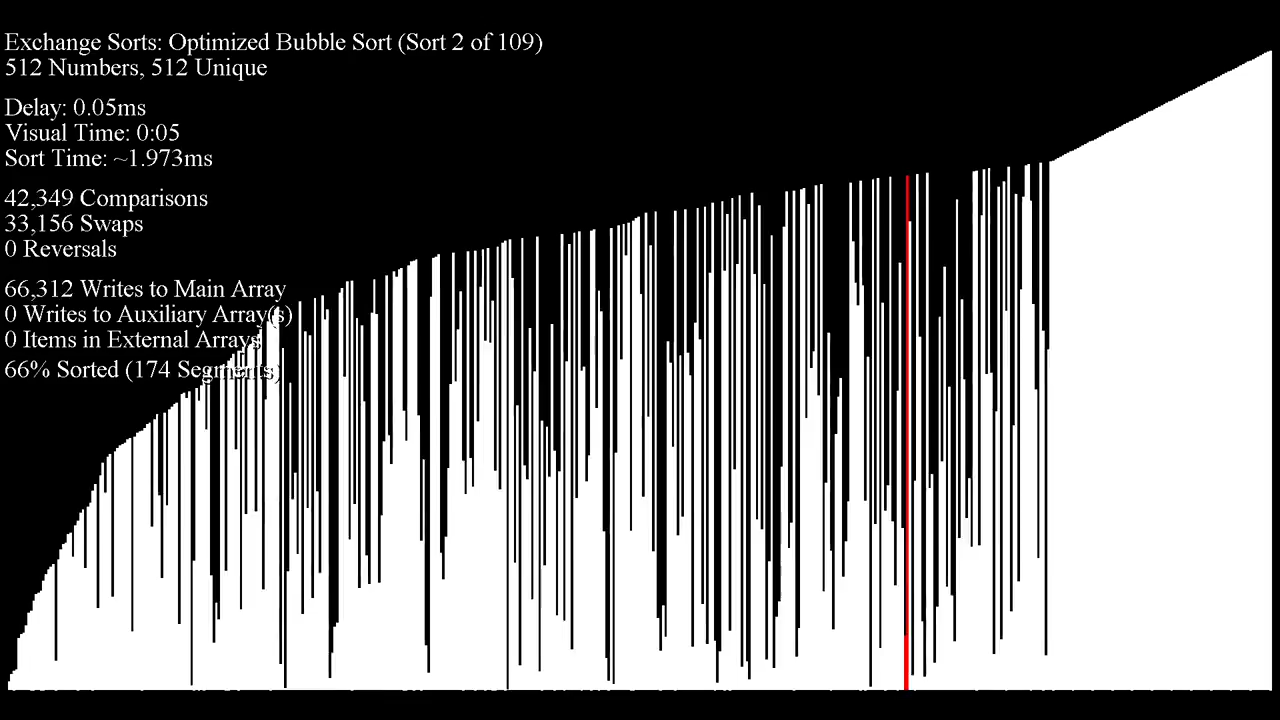 Exchange Sorts: Optimized Bubble Sort (Sort 2 of 109)
512 Numbers, 512 Unique
Delay: 0.05ms
Visual Time: 0:05
Sort Time: ~1.973ms
42,349 Comparisons
33,156 Swaps
0 Reversals
66,312 Writes to Main Array
0 Writes to Auxiliary Array(s)
0 Items in External Arrays
66% Sorted (174 Segments)